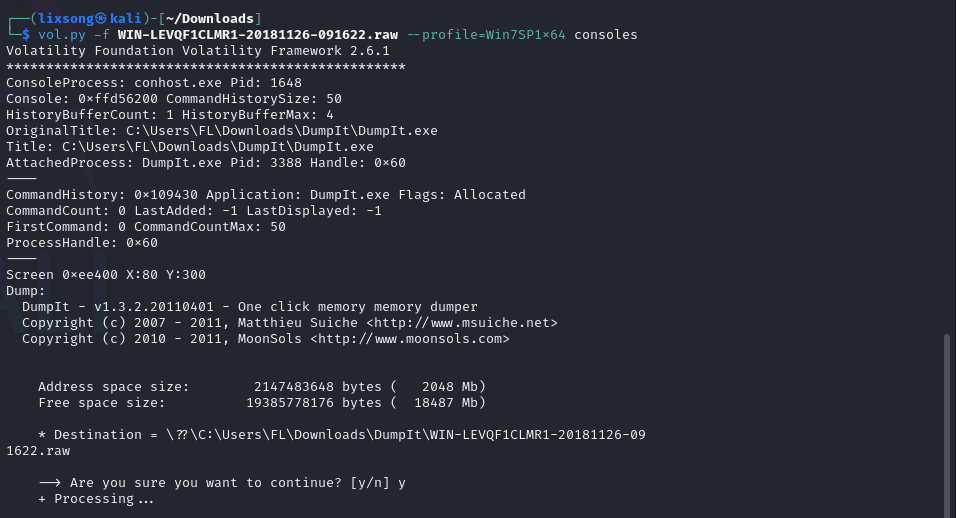 ┌──(lixsong㉿kali)-[~/Downloads]
└─$ vol.py -f WIN-LEVQF1CLMR1-20181126-091622.raw --profile=Win7SP1×64 consoles
Volatility Foundation Volatility Framework 2.6.1
**************************************************
ConsoleProcess: conhost.exe Pid: 1648
Console: 0×ffd56200 CommandHistorySize: 50
HistoryBufferCount: 1 HistoryBufferMax: 4
OriginalTitle: C:\Users\FL\Downloads\DumpIt\DumpIt.exe
Title: C:\Users\FL\Downloads\DumpIt\DumpIt.exe
AttachedProcess: DumpIt.exe Pid: 3388 Handle: 0×60
----
CommandHistory: 0×109430 Application: DumpIt.exe Flags: Allocated
CommandCount: 0 LastAdded: -1 LastDisplayed: -1
FirstCommand: 0 CommandCountMax: 50
ProcessHandle: 0×60
----
Screen 0×ee400 X:80 Y:300
Dump:
  DumpIt - v1.3.2.20110401 - One click memory memory dumper
  Copyright (c) 2007 - 2011, Matthieu Suiche <http://www.msuiche.net>
  Copyright (c) 2010 - 2011, MoonSols <http://www.moonsols.com>
    Address space size:        2147483648 bytes (   2048 Mb)
    Free space size:          19385778176 bytes (  18487 Mb)
    * Destination = \??\C:\Users\FL\Downloads\DumpIt\WIN-LEVQF1CLMR1-20181126-09
1622.raw
    --> Are you sure you want to continue? [y/n] y
    + Processing...